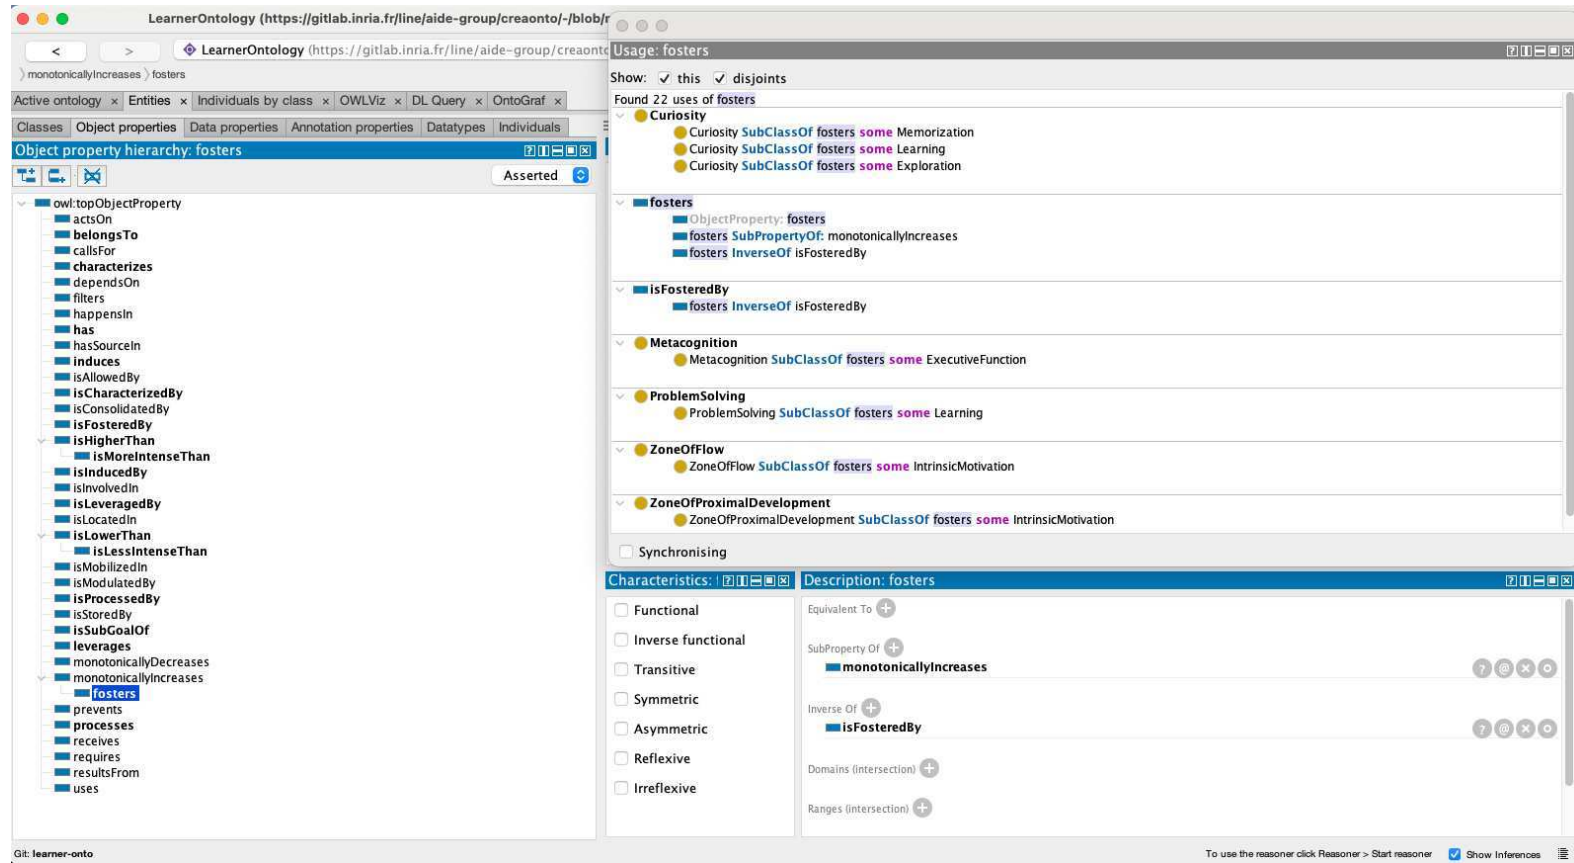 LearnerOntology (https://gitlab.inria.fr/line/aide-group/creaonto/-/blob/r
< > LearnerOntology (https://gitlab.inria.fr/line/aide-group/creaonto
monotonicallyIncreases fosters
Active ontology × Entities × Individuals by class × OWLViz × DL Query × OntoGraf ×
Classes Object properties Data properties Annotation properties Datatypes Individuals
Object property hierarchy: fosters
Asserted
owl:topObjectProperty
actsOn
belongsTo
callsFor
characterizes
dependsOn
filters
happensIn
has
hasSourceIn
induces
isAllowedBy
isCharacterizedBy
isConsolidatedBy
isFosteredBy
isHigherThan
isMoreIntenseThan
isInducedBy
isInvolvedIn
isLeveragedBy
isLocatedIn
isLowerThan
isLessIntenseThan
isMobilizedIn
isModulatedBy
isProcessedBy
isStoredBy
isSubGoalOf
leverages
monotonicallyDecreases
monotonicallyIncreases
fosters
prevents
processes
receives
requires
resultsFrom
uses
Usage: fosters
Show: this disjoints
Found 22 uses of fosters
Curiosity
Curiosity SubClassOf fosters some Memorization
Curiosity SubClassOf fosters some Learning
Curiosity SubClassOf fosters some Exploration
fosters
ObjectProperty: fosters
fosters SubPropertyOf: monotonicallyIncreases
fosters InverseOf isFosteredBy
isFosteredBy
fosters InverseOf isFosteredBy
Metacognition
Metacognition SubClassOf fosters some ExecutiveFunction
ProblemSolving
ProblemSolving SubClassOf fosters some Learning
ZoneOfFlow
ZoneOfFlow SubClassOf fosters some IntrinsicMotivation
ZoneOfProximalDevelopment
ZoneOfProximalDevelopment SubClassOf fosters some IntrinsicMotivation
Synchronising
Characteristics:
Functional
Inverse functional
Transitive
Symmetric
Asymmetric
Reflexive
Irreflexive
Description: fosters
Equivalent To
SubProperty Of
monotonicallyIncreases
Inverse Of
isFosteredBy
Domains (intersection)
Ranges (intersection)
Git: learner-onto
To use the reasoner click Reasoner > Start reasoner Show Inferences